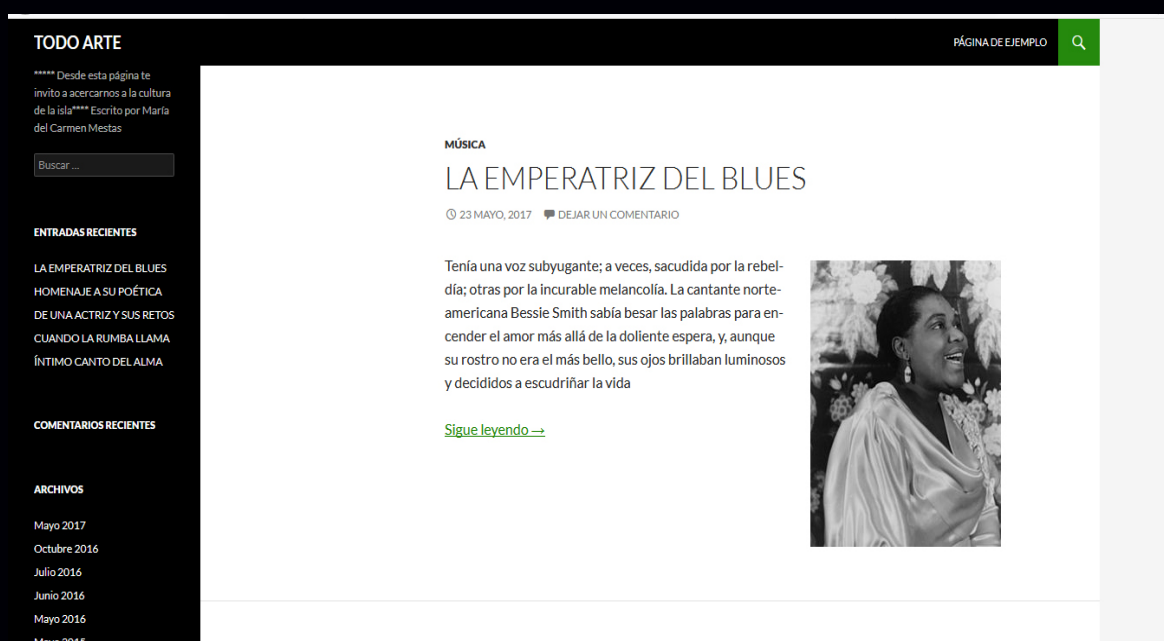 TODO ARTE
PÁGINA DE EJEMPLO
***** Desde esta página te
invito a acercarnos a la cultura
de la isla**** Escrito por María
del Carmen Mestas
Buscar ...
ENTRADAS RECIENTES
LA EMPERATRIZ DEL BLUES
HOMENAJE A SU POÉTICA
DE UNA ACTRIZ Y SUS RETOS
CUANDO LA RUMBA LLAMA
ÍNTIMO CANTO DEL ALMA
COMENTARIOS RECIENTES
ARCHIVOS
Mayo 2017
Octubre 2016
Julio 2016
Junio 2016
Mayo 2016
Mayo 2015
MÚSICA
LA EMPERATRIZ DEL BLUES
23 MAYO, 2017 DEJAR UN COMENTARIO
Tenía una voz subyugante; a veces, sacudida por la rebel-
día; otras por la incurable melancolía. La cantante norte-
americana Bessie Smith sabía besar las palabras para en-
cender el amor más allá de la doliente espera, y, aunque
su rostro no era el más bello, sus ojos brillaban luminosos
y decididos a escudriñar la vida
Sigue leyendo →